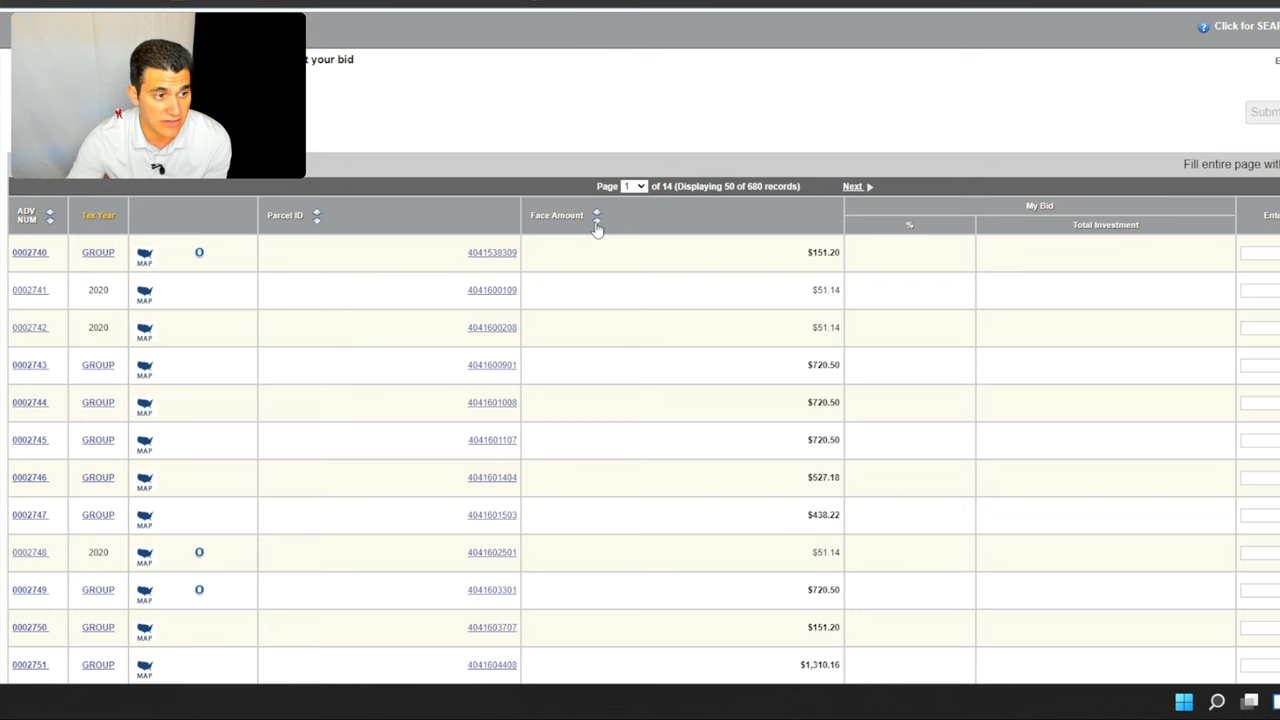 Click for SEAR
t your bid
E
Subm
Fill entire page wit
Page 1 of 14 (Displaying 50 of 680 records) Next
ADV NUM Tax Year Parcel ID Face Amount My Bid % Total Investment Ente
0002740 GROUP MAP O 4041538309 $151.20
0002741 2020 MAP 4041600109 $51.14
0002742 2020 MAP 4041600208 $51.14
0002743 GROUP MAP 4041600901 $720.50
0002744 GROUP MAP 4041601008 $720.50
0002745 GROUP MAP 4041601107 $720.50
0002746 GROUP MAP 4041601404 $527.18
0002747 GROUP MAP 4041601503 $438.22
0002748 2020 MAP O 4041602501 $51.14
0002749 GROUP MAP O 4041603301 $720.50
0002750 GROUP MAP 4041603707 $151.20
0002751 GROUP MAP 4041604408 $1,310.16